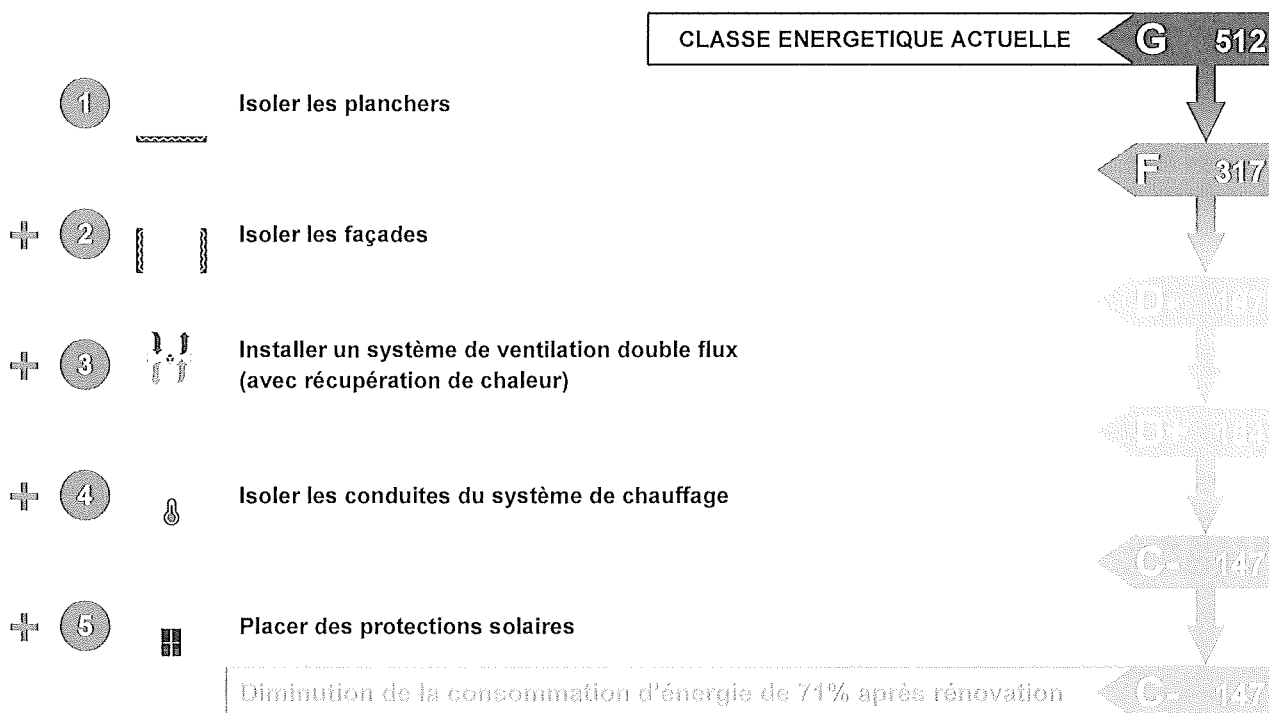 CLASSE ENERGETIQUE ACTUELLE G 512
1 Isoler les planchers
F 317
+ 2 Isoler les façades
D-
+ 3 Installer un système de ventilation double flux
(avec récupération de chaleur)
D+
+ 4 Isoler les conduites du système de chauffage
C- 147
+ 5 Placer des protections solaires
Diminution de la consommation d'énergie de 71% après rénovation C- 147